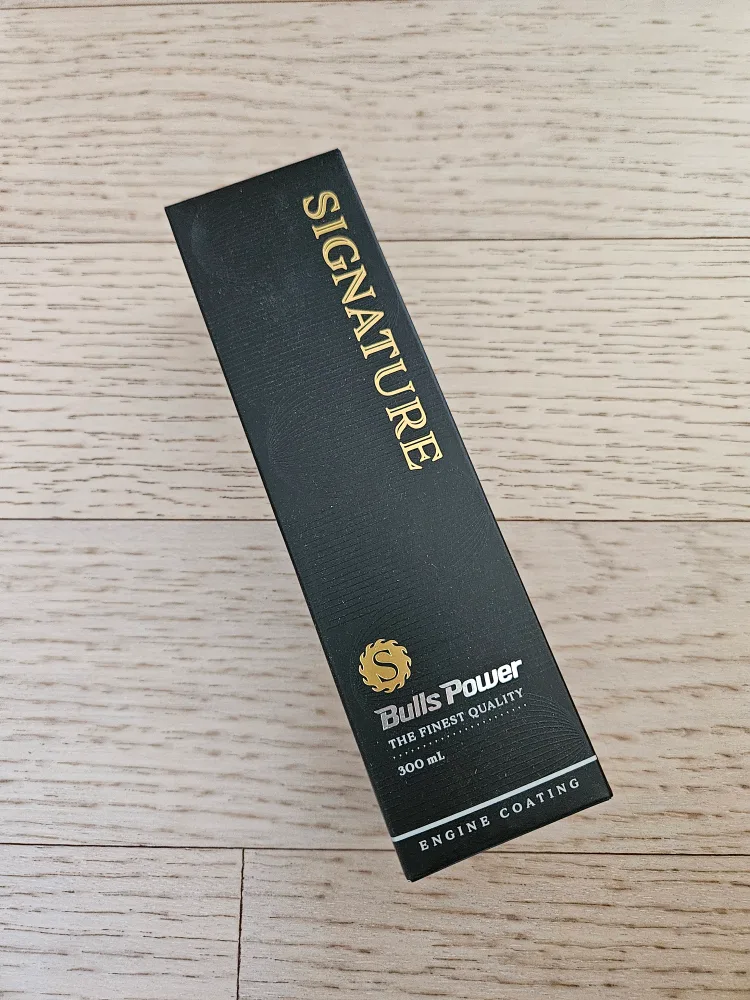 SIGNATURE
S
Bulls Power
THE FINEST QUALITY
300 mL
ENGINE COATING